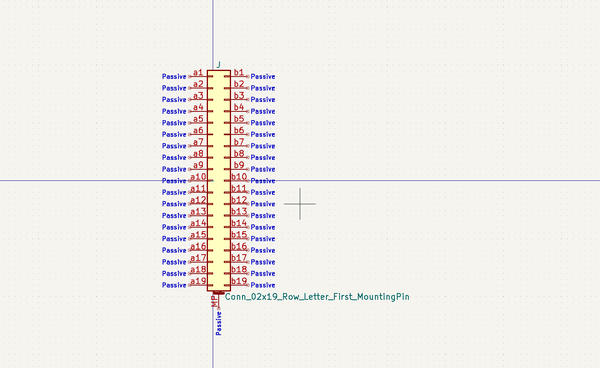 J
Passive a1 b1 Passive
Passive a2 b2 Passive
Passive a3 b3 Passive
Passive a4 b4 Passive
Passive a5 b5 Passive
Passive a6 b6 Passive
Passive a7 b7 Passive
Passive a8 b8 Passive
Passive a9 b9 Passive
Passive a10 b10 Passive
Passive a11 b11 Passive
Passive a12 b12 Passive
Passive a13 b13 Passive
Passive a14 b14 Passive
Passive a15 b15 Passive
Passive a16 b16 Passive
Passive a17 b17 Passive
Passive a18 b18 Passive
Passive a19 b19 Passive
Conn_02x19_Row_Letter_First_MountingPin
MP
Passive